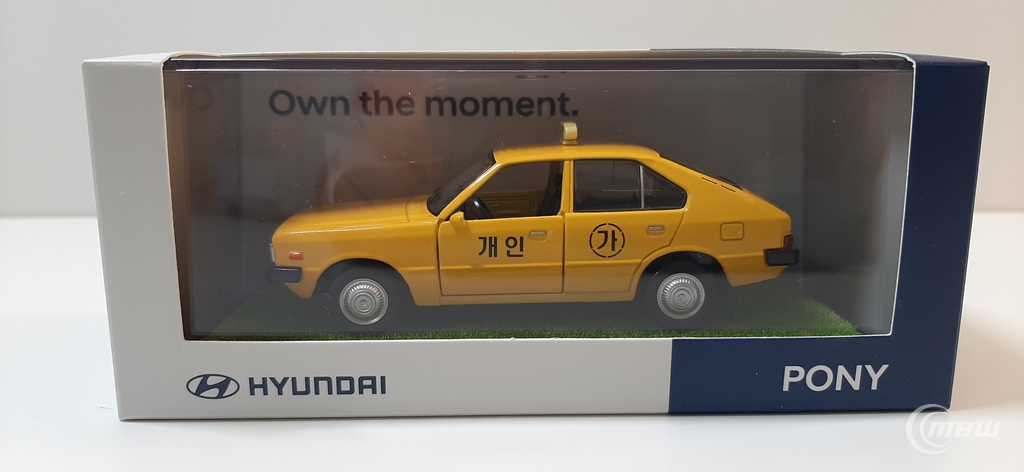 Own the moment.
개인
가
HYUNDAI
PONY
MBW